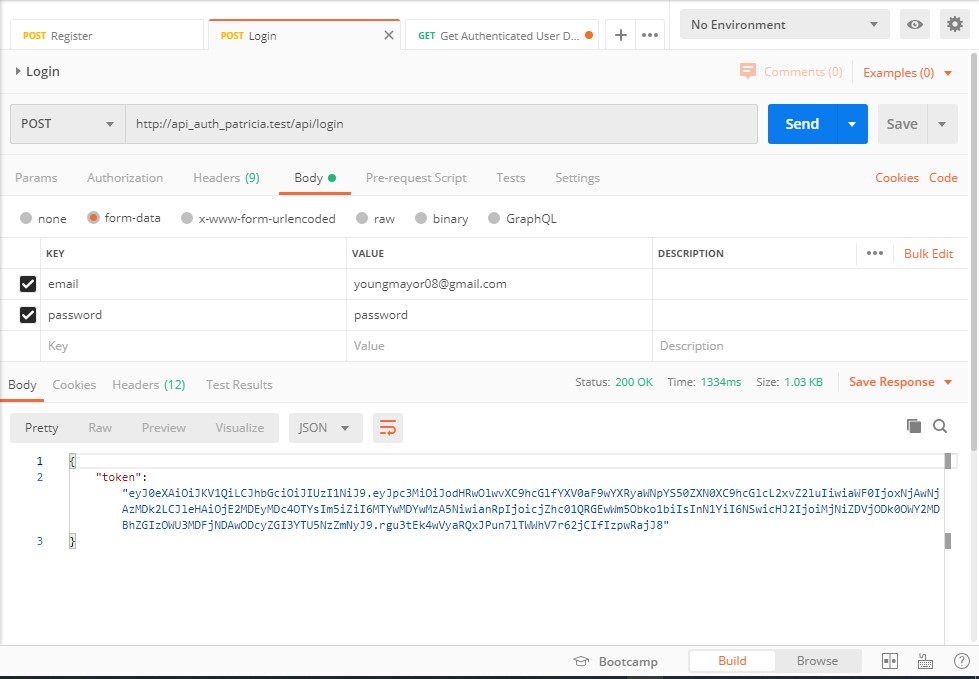 POST Register
POST Login
GET Get Authenticated User D...
No Environment
Login
Comments (0)
Examples (0)
POST
http://api_auth_patricia.test/api/login
Send
Save
Params
Authorization
Headers (9)
Body
Pre-request Script
Tests
Settings
Cookies
Code
none
form-data
x-www-form-urlencoded
raw
binary
GraphQL
KEY
VALUE
DESCRIPTION
Bulk Edit
email
youngmayor08@gmail.com
password
password
Key
Value
Description
Body
Cookies
Headers (12)
Test Results
Status: 200 OK
Time: 1334ms
Size: 1.03 KB
Save Response
Pretty
Raw
Preview
Visualize
JSON
1
{
2
"token":
"eyJ0eXAiOiJKV1QiLCJhbGciOiJIUzI1NiJ9.eyJpc3MiOiJodHRwOlwvXC9hcGlfYXV0aF9wYXRyaWNpYS50ZXN0XC9hcGlcL2xvZ2luIiwiaWF0IjoxNjAwNj
AzMDk2LCJleHAiOjE2MDEyMDc4OTYsIm5iZiI6MTYwMDYwMzA5NiwianRpIjoicjZhc01QRGEwWm5Obko1biIsInN1YiI6NSwicHJ2IjoiMjNiZDVjODk0OWY2MD
BhZGIzOWU3MDFjNDAwODcyZGI3YTU5NzZmNyJ9.rgu3tEk4wVyaRQxJPun7lTWWhV7r62jCIfIzpwRajJ8"
3
}
Bootcamp
Build
Browse